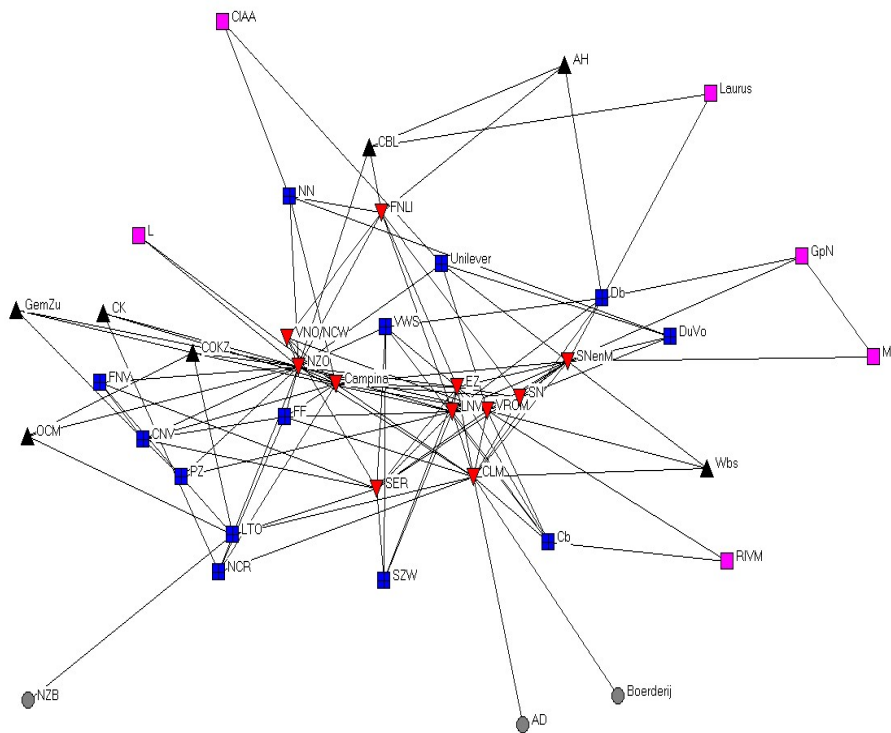 CIAA
AH
Laurus
CBL
NN
FNLI
L
Unilever
GpN
Db
GemZu
CK
VWS
VNO/NCW
DuVo
COKZ
SNenM
M
NZO
FNV
Campina
EZ
SN
LNV
VROM
FF
OCM
CNV
Wbs
PZ
CLM
SER
LTO
Cb
RIVM
NCR
SZW
NZB
Boerderij
AD